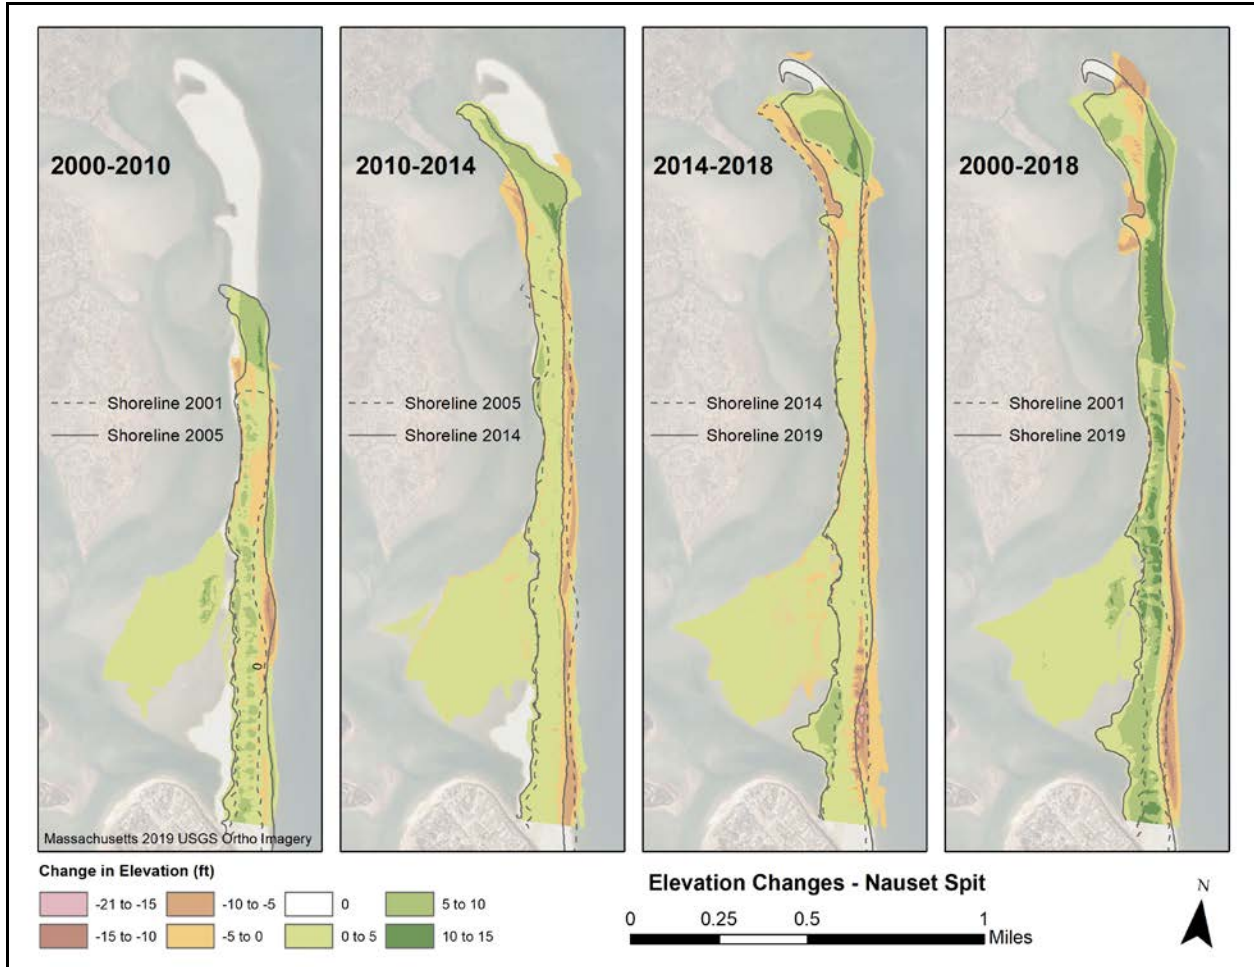 2000-2010
2010-2014
2014-2018
2000-2018
Shoreline 2001
Shoreline 2005
Shoreline 2005
Shoreline 2014
Shoreline 2014
Shoreline 2019
Shoreline 2001
Shoreline 2019
0
Massachusetts 2019 USGS Ortho Imagery
Change in Elevation (ft)
-21 to -15
-10 to -5
0
5 to 10
-15 to -10
-5 to 0
0 to 5
10 to 15
Elevation Changes - Nauset Spit
0 0.25 0.5 1
Miles
N